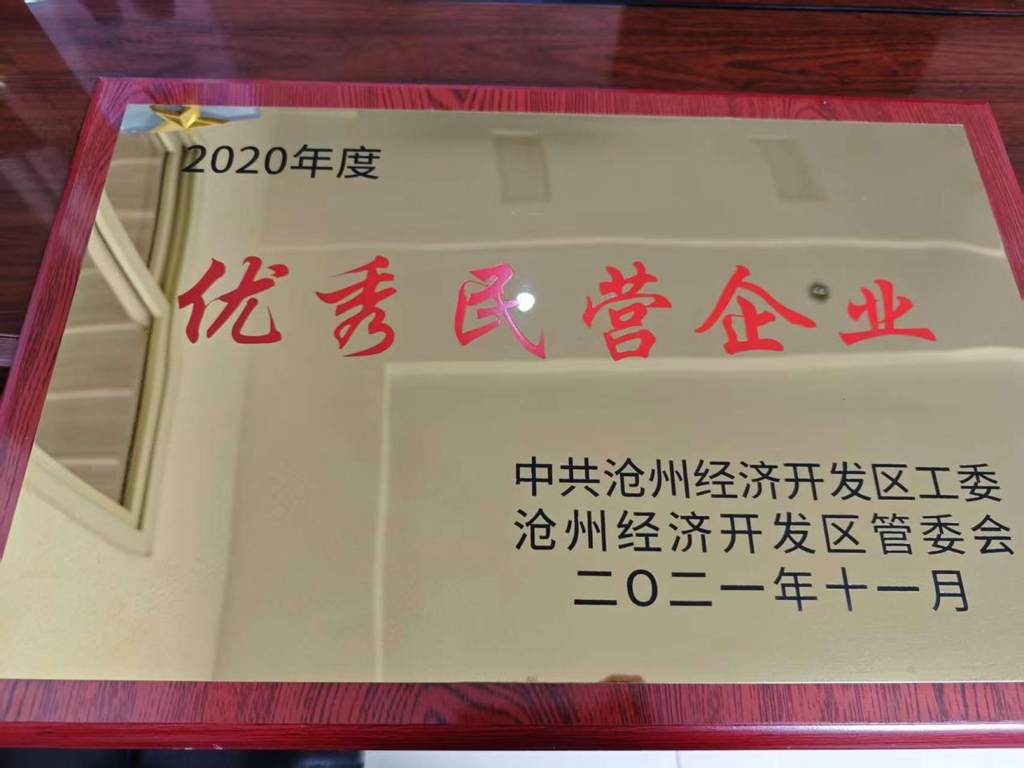 2020年度
优秀民营企业
中共沧州经济开发区工委
沧州经济开发区管委会
二〇二一年十一月